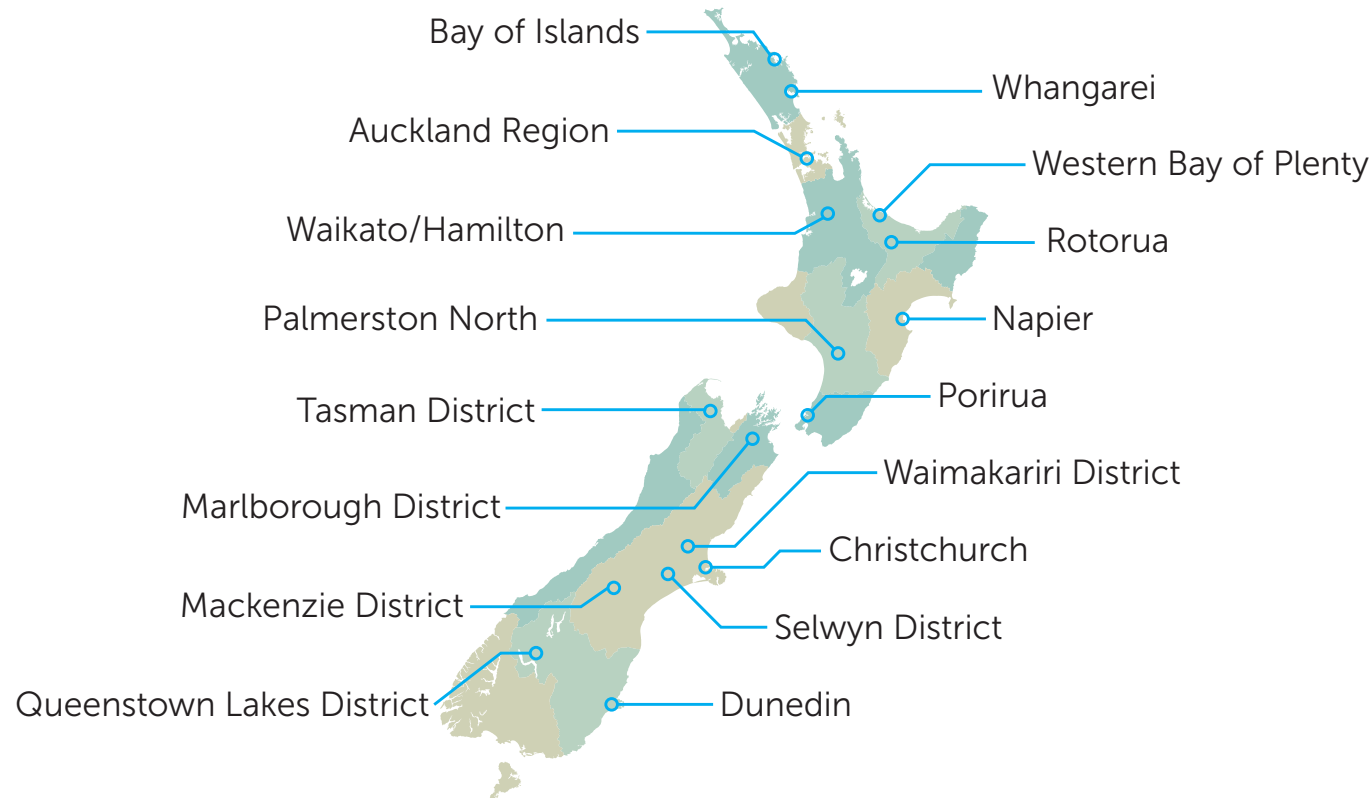 Bay of Islands
Whangarei
Auckland Region
Western Bay of Plenty
Waikato/Hamilton
Rotorua
Palmerston North
Napier
Porirua
Tasman District
Waimakariri District
Marlborough District
Christchurch
Mackenzie District
Selwyn District
Queenstown Lakes District
Dunedin